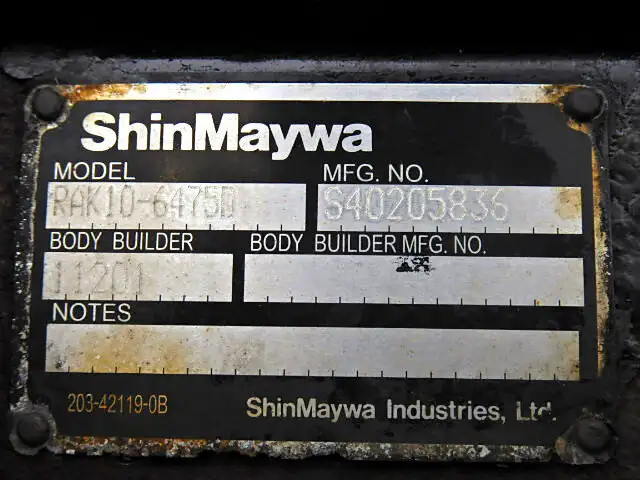 ShinMaywa
MODEL MFG. NO.
RAK10-6475D S40205836
BODY BUILDER BODY BUILDER MFG. NO.
11201
NOTES
203-42119-0B ShinMaywa Industries, Ltd.